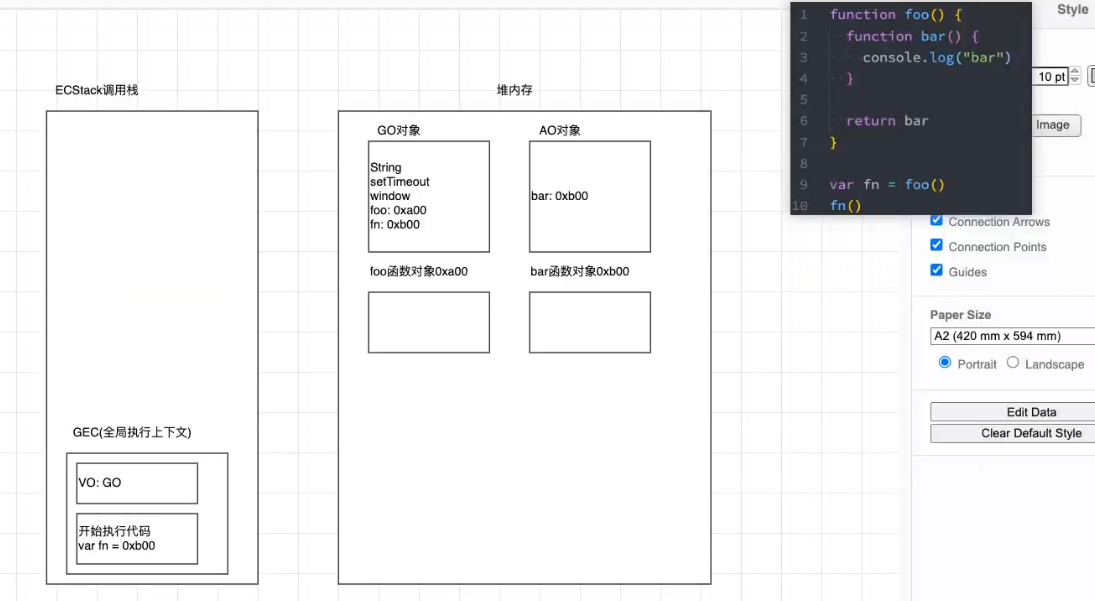 ECStack调用栈
GEC(全局执行上下文)
VO: GO
开始执行代码
var fn = 0xb00
堆内存
GO对象
String
setTimeout
window
foo: 0xa00
fn: 0xb00
AO对象
bar: 0xb00
foo函数对象0xa00
bar函数对象0xb00
1 function foo() {
2 function bar() {
3 console.log("bar")
4 }
5
6 return bar
7 }
8
9 var fn = foo()
10 fn()
Style
10 pt
Image
Connection Arrows
Connection Points
Guides
Paper Size
A2 (420 mm x 594 mm)
Portrait Landscape
Edit Data
Clear Default Style